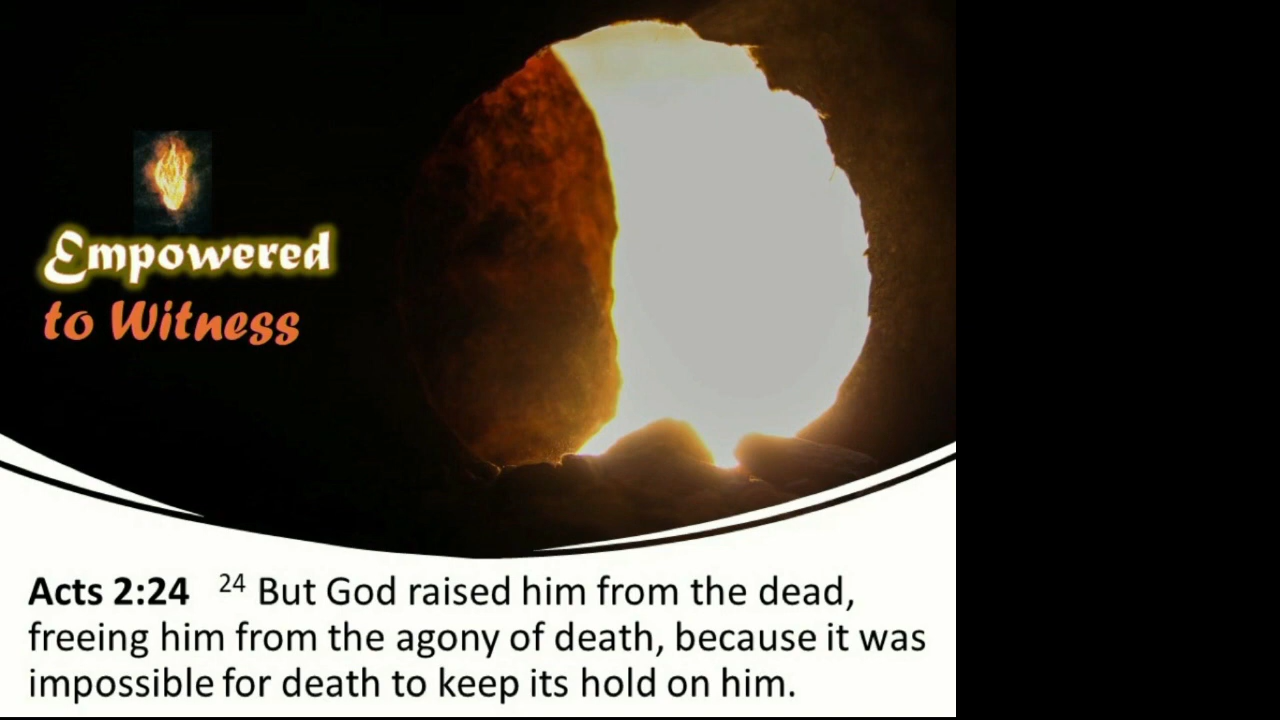 Empowered
to Witness
Acts 2:24 24 But God raised him from the dead,
freeing him from the agony of death, because it was
impossible for death to keep its hold on him.